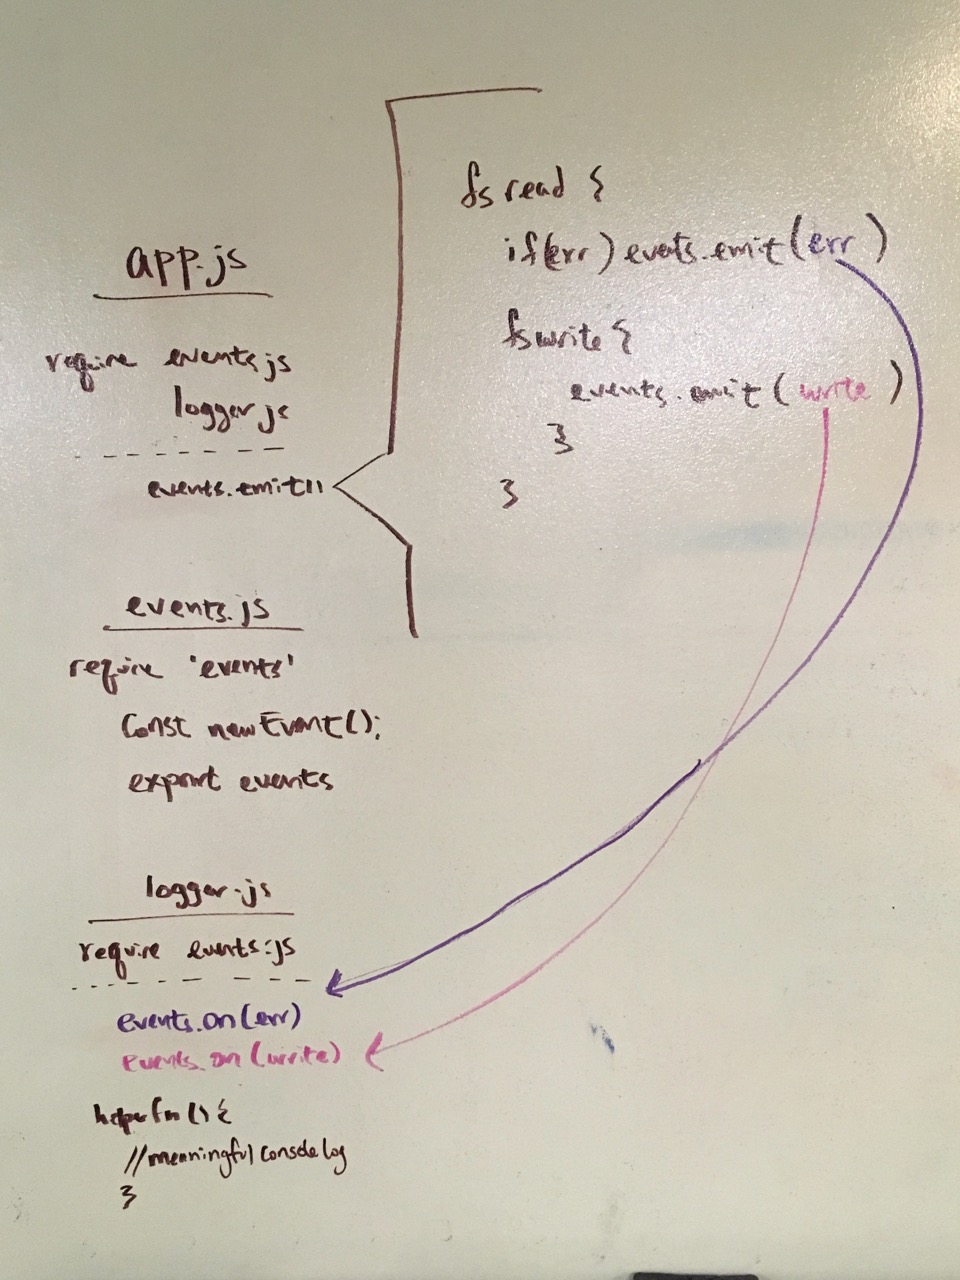 app.js
require events.js
logger.js
events.emit()
fs read {
if(err) events.emit(err)
fs write {
events.emit(write)
}
}
events.js
require 'events'
Const new Event();
export events
logger.js
require events.js
events.on(err)
events.on(write)
helperfn() {
//meaningful console log
}